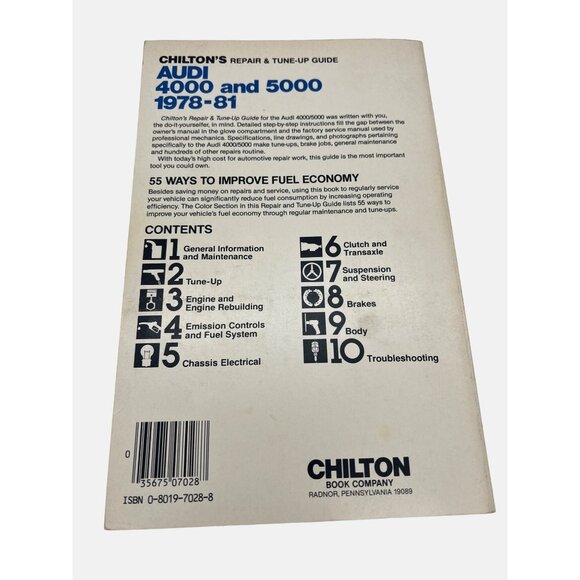 CHILTON'S REPAIR & TUNE-UP GUIDE
AUDI
4000 and 5000
1978-81
Chilton's Repair & Tune-Up Guide for the Audi 4000/5000 was written with you,
the do-it-yourselfer, in mind. Detailed step-by-step instructions fill the gap between the
owner's manual in the glove compartment and the factory service manual used by
professional mechanics. Specifications, line drawings, and photographs pertaining
specifically to the Audi 4000/5000 make tune-ups, brake jobs, general maintenance
and hundreds of other repairs routine.
With today's high cost for automotive repair work, this guide is the most important
tool you could own.
55 WAYS TO IMPROVE FUEL ECONOMY
Besides saving money on repairs and service, using this book to regularly service
your vehicle can significantly reduce fuel consumption by increasing operating
efficiency. The Color Section in this Repair and Tune-Up Guide lists 55 ways to
improve your vehicle's fuel economy through regular maintenance and tune-ups.
CONTENTS
1 General Information
and Maintenance
2 Tune-Up
3 Engine and
Engine Rebuilding
4 Emission Controls
and Fuel System
5 Chassis Electrical
6 Clutch and
Transaxle
7 Suspension
and Steering
8 Brakes
9 Body
10 Troubleshooting
0 35675 07028
ISBN 0-8019-7028-8
CHILTON
BOOK COMPANY
RADNOR, PENNSYLVANIA 19089